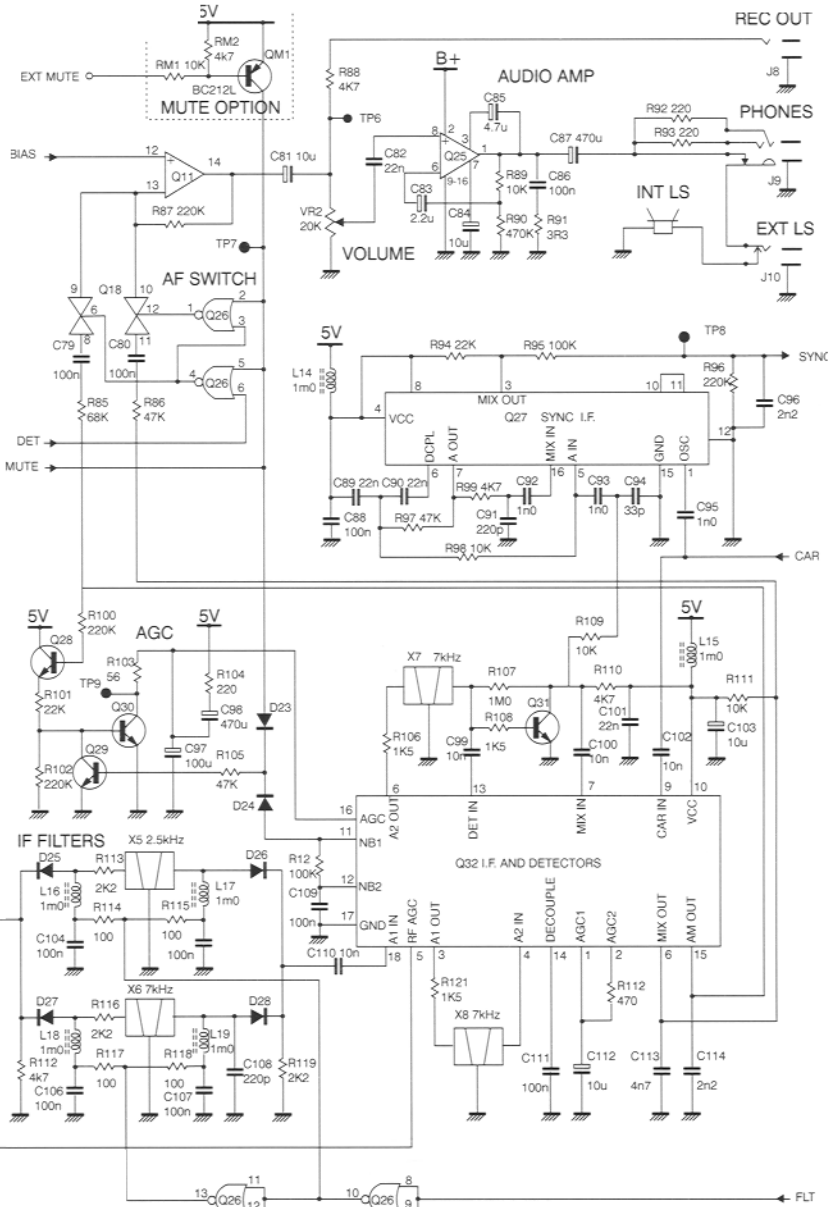 5V
REC OUT
RM2
4k7
QM1
RM1 10K
EXT MUTE
BC212L
MUTE OPTION
J8
B+
AUDIO AMP
R88
4K7
C85
4.7u
R92 220
PHONES
R93 220
TP6
C87 470u
BIAS
12
14
C81 10u
8
2
3
1
+
Q11
C82
22n
Q25
7
6
9-16
R89
10K
C86
100n
J9
13
R87 220K
C83
2.2u
C84
10u
R90
470K
R91
3R3
INT LS
VR2
20K
VOLUME
TP7
EXT LS
J10
AF SWITCH
9
Q18
10
2
6
12
1
Q26
3
8
11
C79
100n
C80
100n
5
4
Q26
6
R85
68K
R86
47K
DET
MUTE
5V
L14
1m0
R94 22K
R95 100K
TP8
SYNC
R96
220K
C96
2n2
8
3
10
11
MIX OUT
4
VCC
Q27
SYNC I.F.
12
DCPL
A OUT
MIX IN
A IN
GND
OSC
6
7
16
5
15
1
C89 22n
C90 22n
R99 4K7
C92
1n0
C93
1n0
C94
33p
C88
100n
R97 47K
C91
220p
C95
1n0
R98 10K
CAR
R100
220K
5V
AGC
5V
Q28
R103
56
R104
220
TP9
R101
22K
Q30
C98
470u
D23
Q29
C97
100u
R105
47K
R102
220K
D24
R109
10K
5V
X7 7kHz
R107
1M0
R110
4K7
L15
1m0
R111
10K
R108
1K5
Q31
C101
22n
R106
1K5
C99
10n
C100
10n
C102
10n
C103
10u
6
13
7
9
10
A2 OUT
DET IN
MIX IN
CAR IN
VCC
16
AGC
11
NB1
12
NB2
17
GND
Q32 I.F. AND DETECTORS
R12
100K
C109
100n
A1 IN
RF AGC
A1 OUT
A2 IN
DECOUPLE
AGC1
AGC2
MIX OUT
AM OUT
18
5
3
4
14
1
2
6
15
C110 10n
IF FILTERS
X5 2.5kHz
D25
R113
2K2
D26
L16
1m0
L17
1m0
R114
100
R115
100
C104
100n
100n
D27
R116
2K2
X6 7kHz
D28
L18
1m0
L19
1m0
R112
4k7
R117
100
R118
100
C106
100n
C107
100n
C108
220p
R119
2K2
R121
1K5
X8 7kHz
R112
470
C111
100n
C112
10u
C113
4n7
C114
2n2
13
Q26
11
12
10
Q26
8
9
FLT